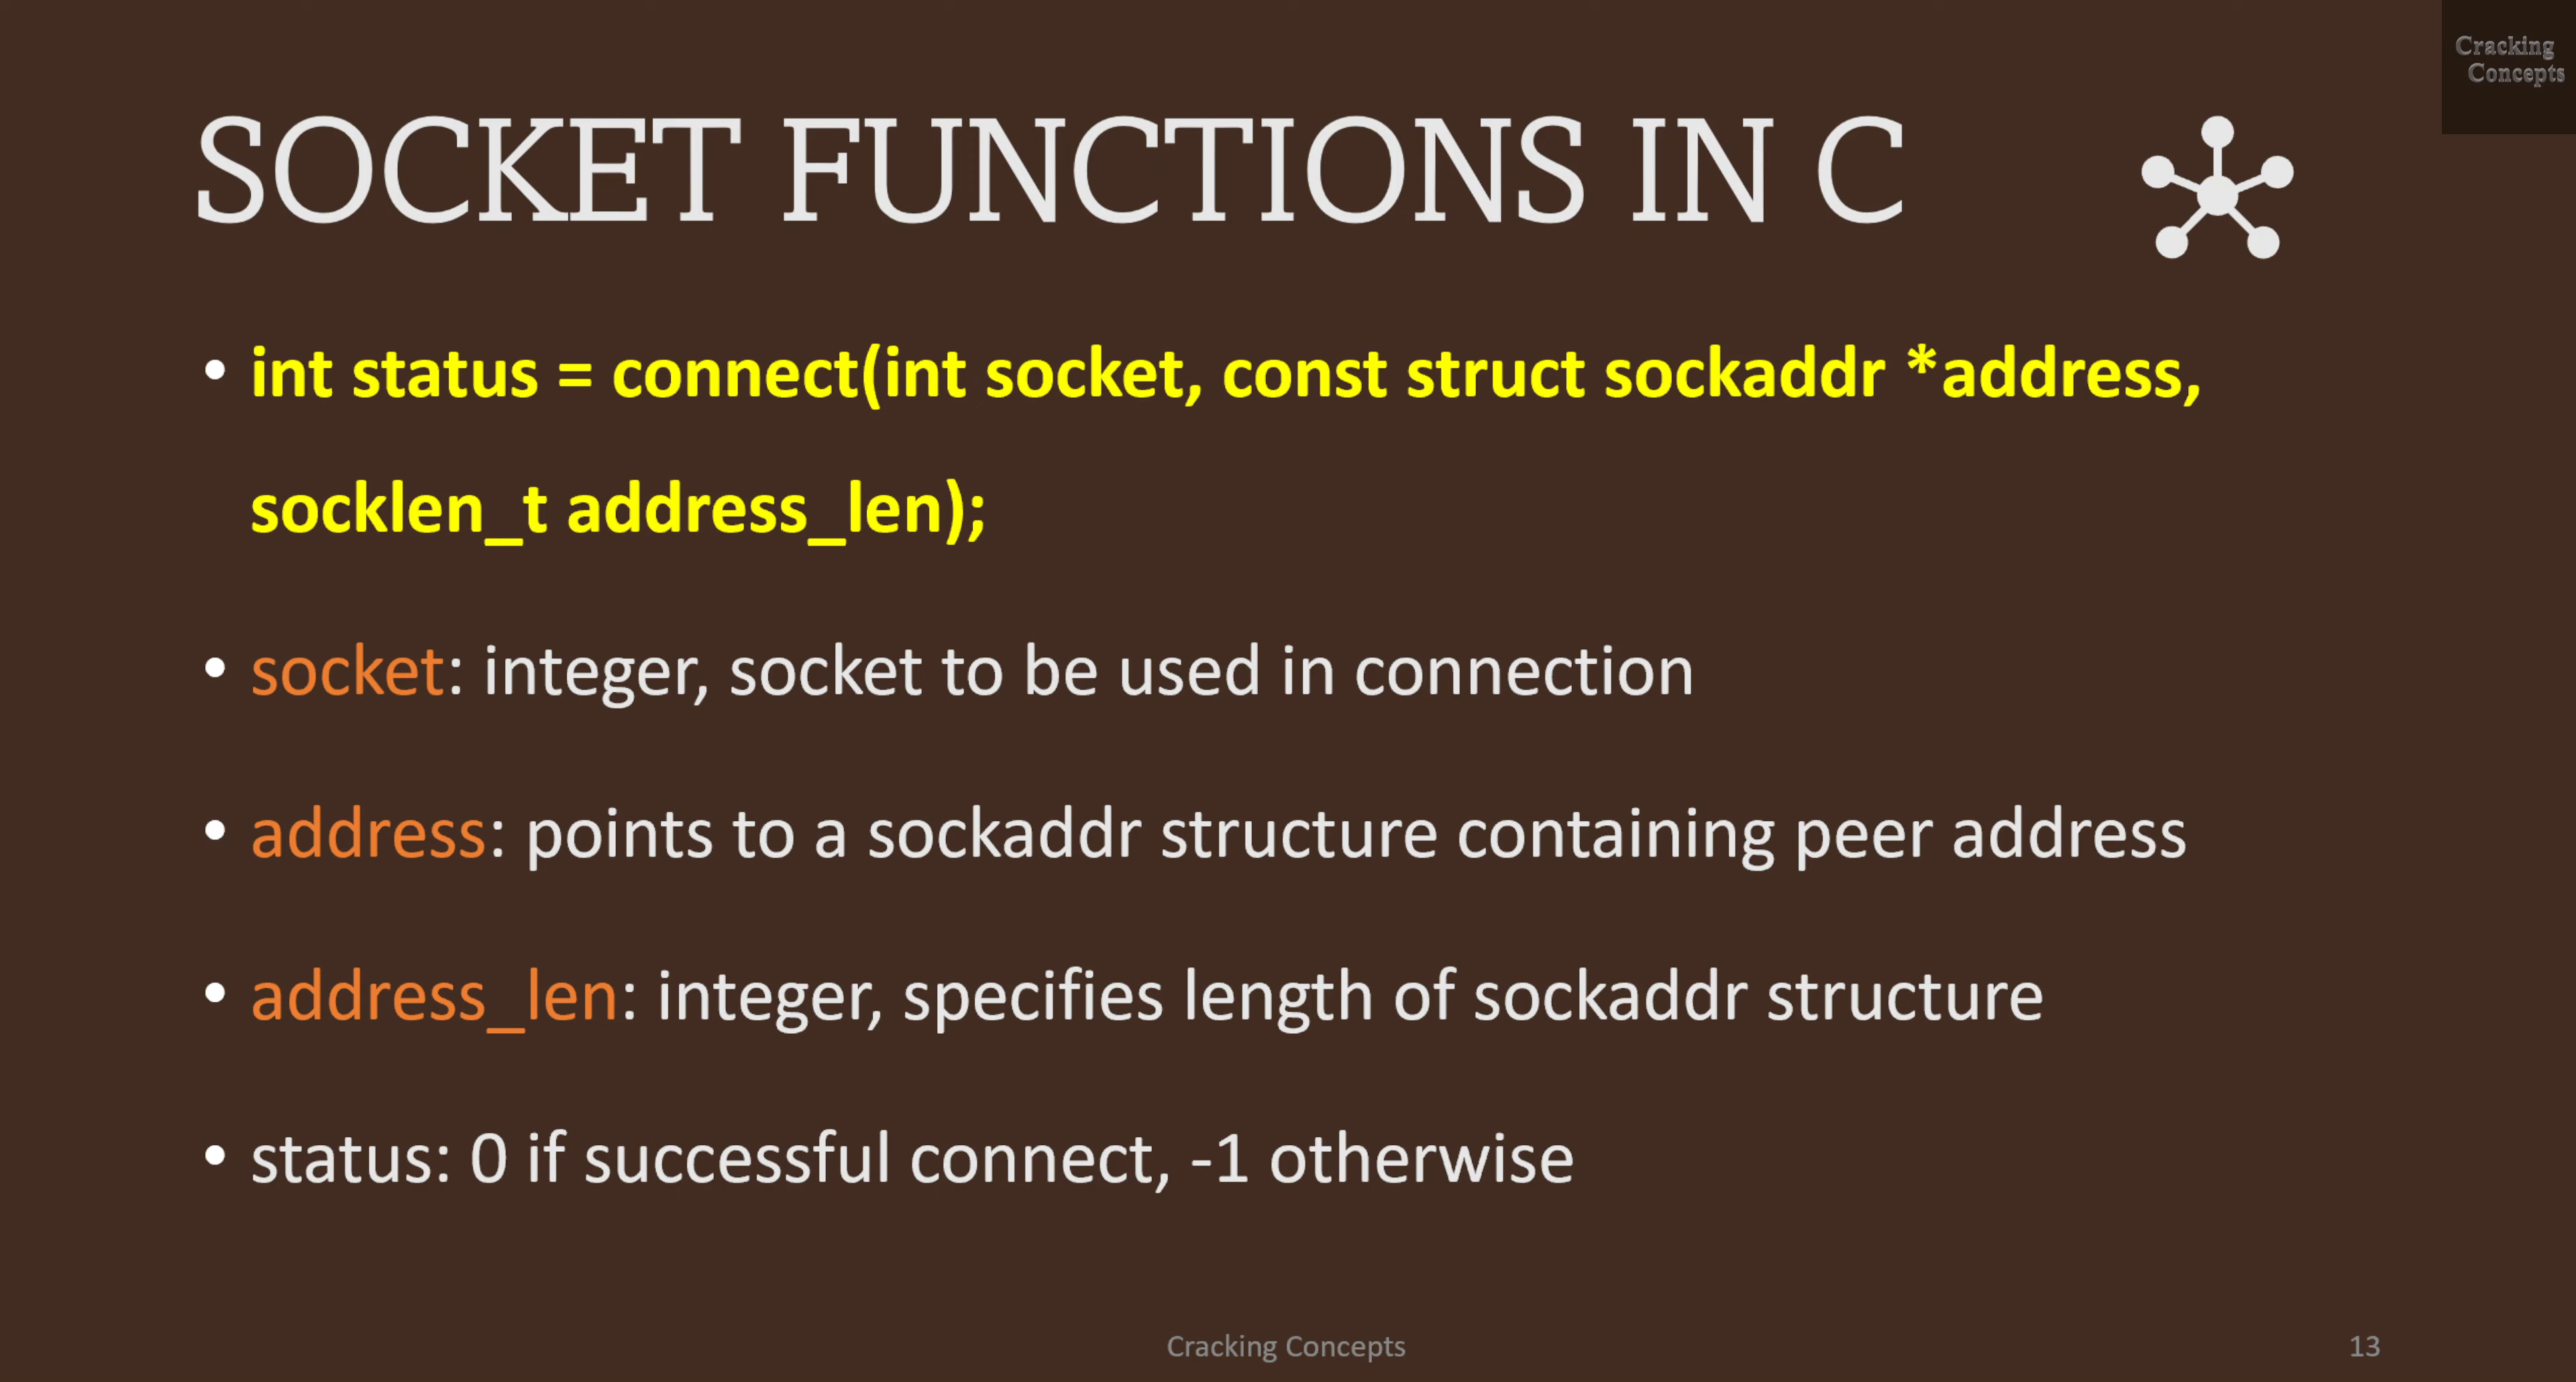 Cracking
Concepts
SOCKET FUNCTIONS IN C
• int status = connect(int socket, const struct sockaddr *address,
socklen_t address_len);
• socket: integer, socket to be used in connection
• address: points to a sockaddr structure containing peer address
• address_len: integer, specifies length of sockaddr structure
• status: 0 if successful connect, -1 otherwise
Cracking Concepts
13